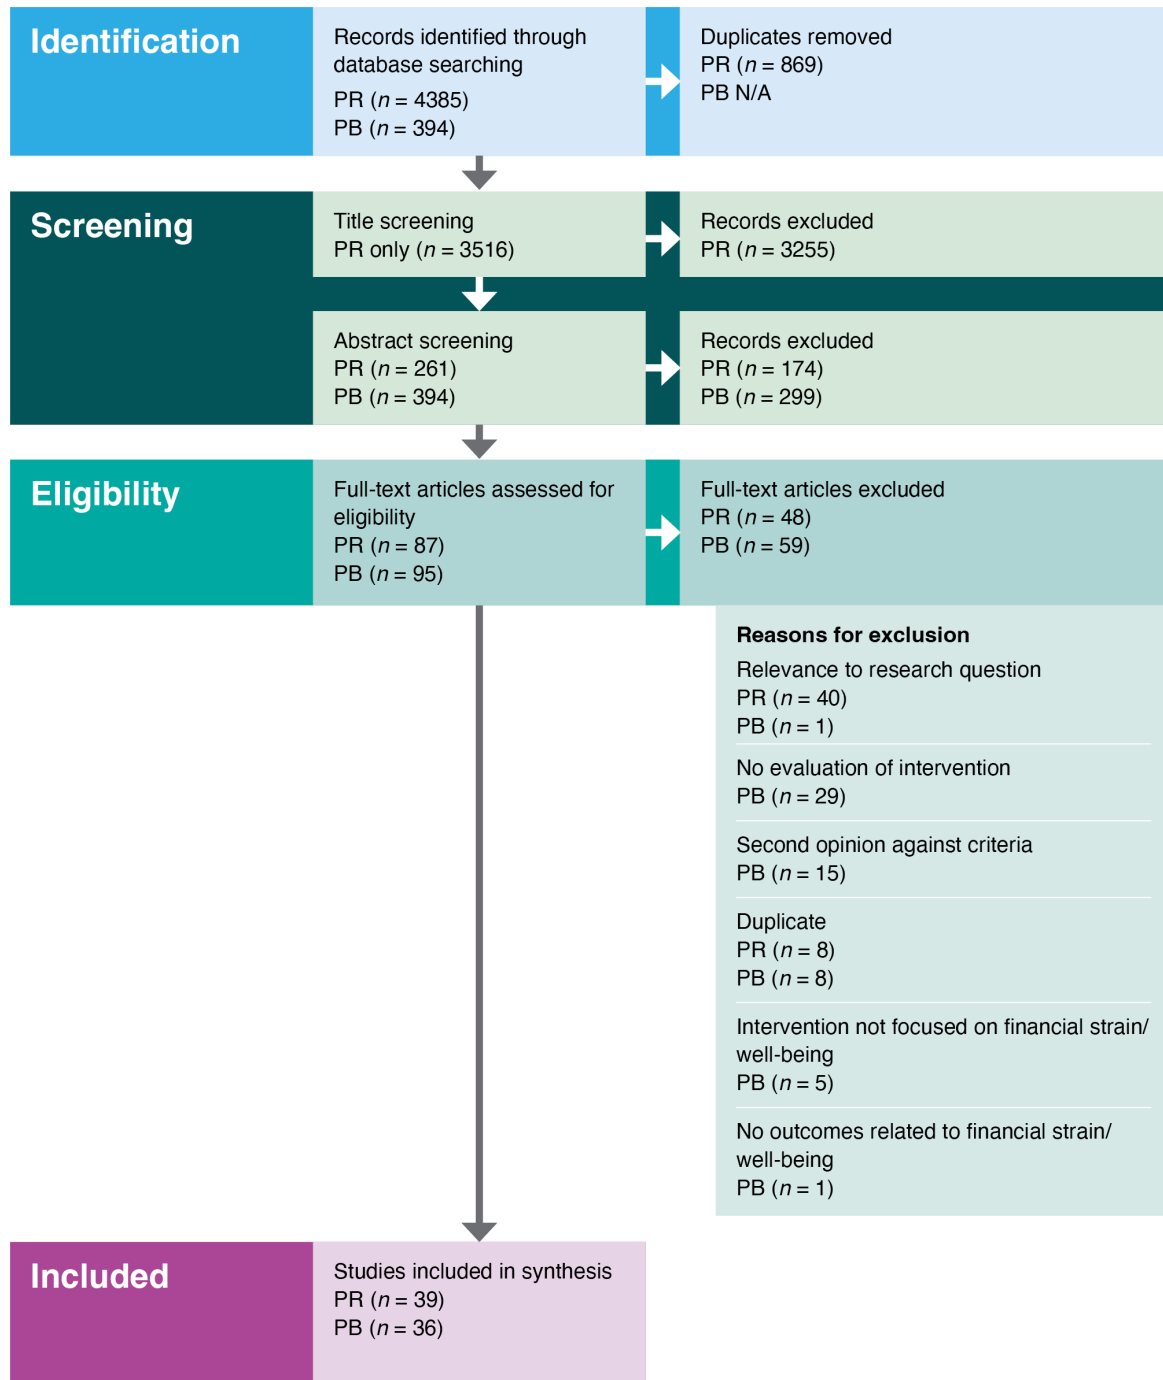 Identification
Records identified through
database searching
PR (n = 4385)
PB (n = 394)
Duplicates removed
PR (n = 869)
PB N/A
Screening
Title screening
PR only (n = 3516)
Records excluded
PR (n = 3255)
Abstract screening
PR (n = 261)
PB (n = 394)
Records excluded
PR (n = 174)
PB (n = 299)
Eligibility
Full-text articles assessed for
eligibility
PR (n = 87)
PB (n = 95)
Full-text articles excluded
PR (n = 48)
PB (n = 59)
Reasons for exclusion
Relevance to research question
PR (n = 40)
PB (n = 1)
No evaluation of intervention
PB (n = 29)
Second opinion against criteria
PB (n = 15)
Duplicate
PR (n = 8)
PB (n = 8)
Intervention not focused on financial strain/
well-being
PB (n = 5)
No outcomes related to financial strain/
well-being
PB (n = 1)
Included
Studies included in synthesis
PR (n = 39)
PB (n = 36)